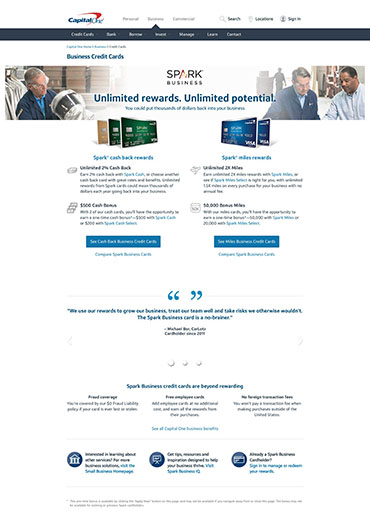 Capital One
Personal Business Commercial
Search Locations Sign In
Credit Cards Bank Borrow Invest Manage Learn Contact
Capital One Home / Business / Credit Cards
Business Credit Cards
SPARK
BUSINESS
Unlimited rewards. Unlimited potential.
You could put thousands of dollars back into your business
VISA
Spark® cash back rewards
Unlimited 2% Cash Back
Earn 2% cash back with Spark Cash, or choose another
cash back card with great rates and benefits. Unlimited
rewards from Spark cards could mean thousands of
dollars each year going back into your business.
$500 Cash Bonus
With 2 of our cash cards, you'll have the opportunity to
earn a one-time cash bonus¹—$500 with Spark Cash
or $200 with Spark Cash Select.
See Cash Back Business Credit Cards
Compare Spark Business Cards
Spark® miles rewards
Unlimited 2X Miles
Earn unlimited 2X miles rewards with Spark Miles, or
see if Spark Miles Select is right for you, with unlimited
1.5X miles on every purchase for your business with no
annual fee.
50,000 Bonus Miles
With our miles cards, you'll have the opportunity to
earn a one-time bonus¹—50,000 with Spark Miles or
20,000 with Spark Miles Select.
See Miles Business Credit Cards
Compare Spark Business Cards
"We use our rewards to grow our business, treat our team well and take risks we otherwise wouldn't.
The Spark Business card is a no-brainer."
– Michael Bor, CarLotz
Cardholder since 2011
Spark Business credit cards are beyond rewarding
Fraud coverage
You're covered by our $0 Fraud Liability
policy if your card is ever lost or stolen.
Free employee cards
Add employee cards at no additional
cost, and earn all the rewards from
their purchases.
No foreign transaction fees
You won't pay a transaction fee when
making purchases outside of the
United States.
See all Capital One business benefits
Interested in learning about
other services? For more
business solutions, visit the
Small Business Homepage.
Get tips, resources and
inspiration designed to help
your business thrive. Visit
Spark Business IQ.
Already a Spark Business
Cardholder?
Sign in to manage or redeem
your rewards.